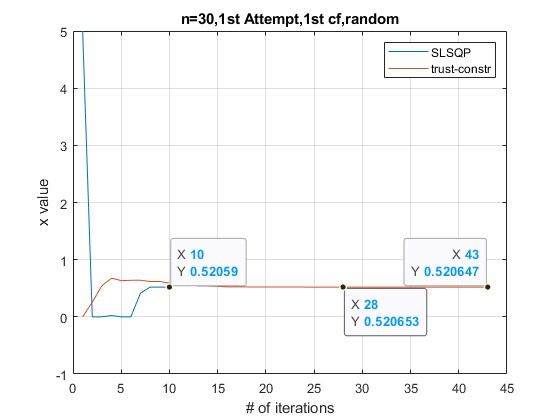 n=30,1st Attempt,1st cf,random
SLSQP
trust-constr
5
4
3
2
1
0
-1
x value
X 10
Y 0.52059
X 43
Y 0.520647
X 28
Y 0.520653
0 5 10 15 20 25 30 35 40 45
# of iterations